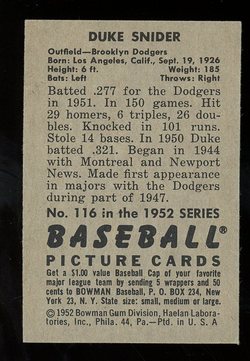 DUKE SNIDER
Outfield—Brooklyn Dodgers
Born: Los Angeles, Calif., Sept. 19, 1926
Height: 6 ft. Weight: 185
Bats: Left Throws: Right
Batted .277 for the Dodgers
in 1951. In 150 games. Hit
29 homers, 6 triples, 26 dou-
bles. Knocked in 101 runs.
Stole 14 bases. In 1950 Duke
batted .321. Began in 1944
with Montreal and Newport
News. Made first appearance
in majors with the Dodgers
during part of 1947.
No. 116 in the 1952 SERIES
BASEBALL®
PICTURE CARDS
Get a $1.00 value Baseball Cap of your favorite
major league team by sending 5 wrappers and 50
cents to BOWMAN Baseball, P. O. BOX 234, New
York 23, N. Y. State size: small, medium or large.
©1952 Bowman Gum Division, Haelan Labora-
tories, Inc., Phila. 44, Pa.—Ptd. in U. S. A